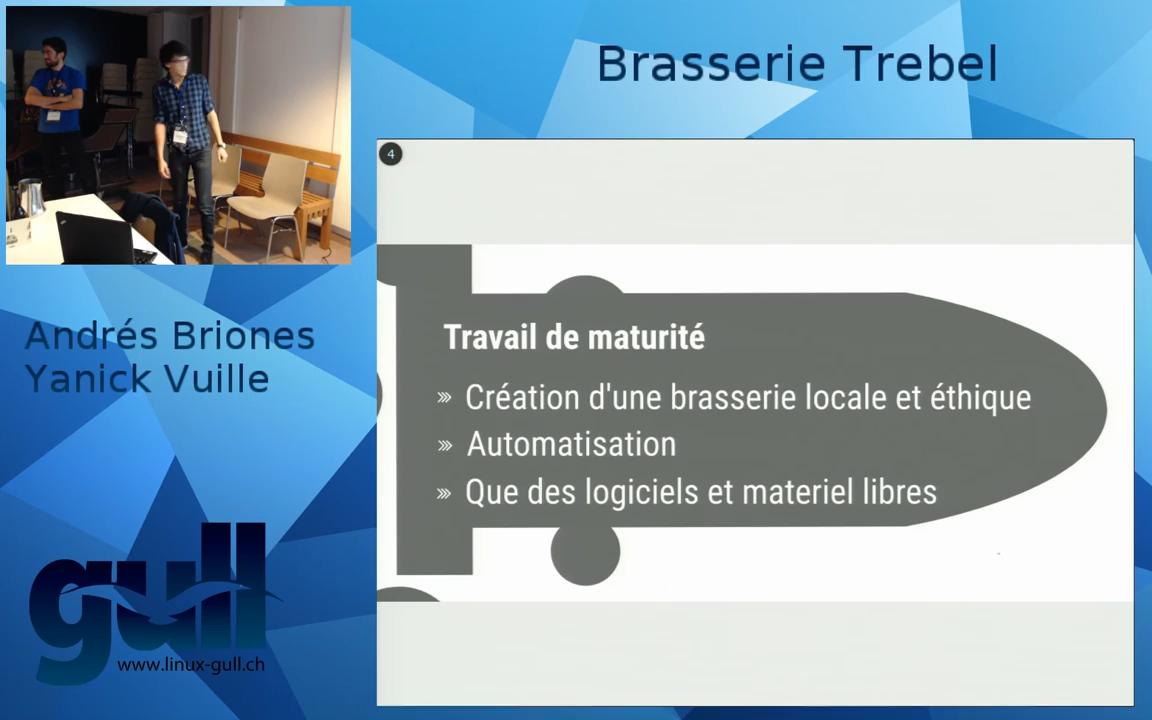 Brasserie Trebel
4
Andrés Briones
Yanick Vuille
Travail de maturité
Création d'une brasserie locale et éthique
Automatisation
Que des logiciels et materiel libres
gull
www.linux-gull.ch